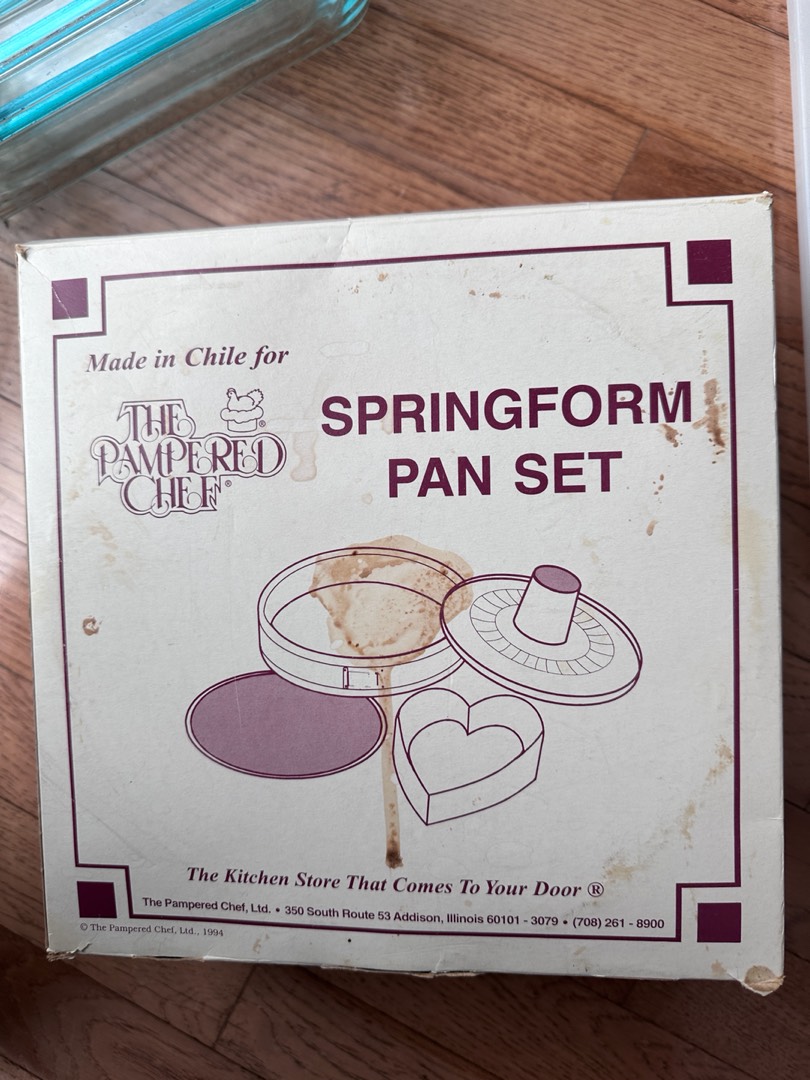 Made in Chile for
THE
PAMPERED
CHEF®
®
SPRINGFORM
PAN SET
The Kitchen Store That Comes To Your Door ®
The Pampered Chef, Ltd. • 350 South Route 53 Addison, Illinois 60101 - 3079 • (708) 261 - 8900
© The Pampered Chef, Ltd., 1994